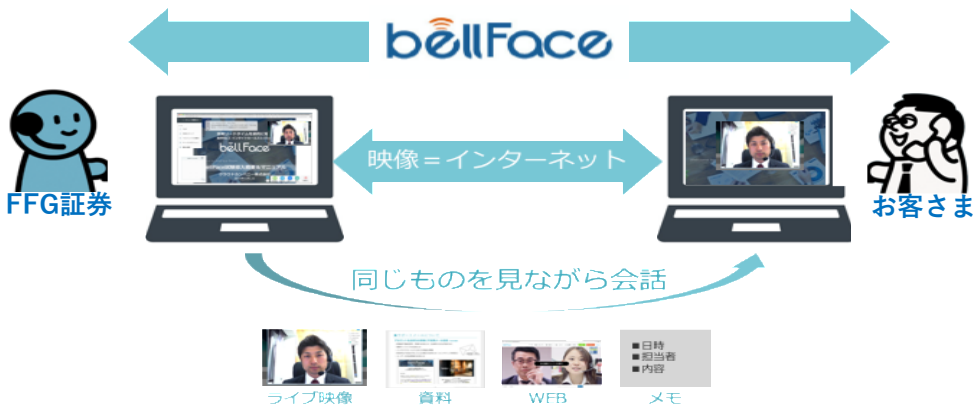 bellFace
bellFace
映像=インターネット
FFG証券
お客さま
同じものを見ながら会話
■日時
■担当者
■内容
ライブ映像
資料
WEB
メモ